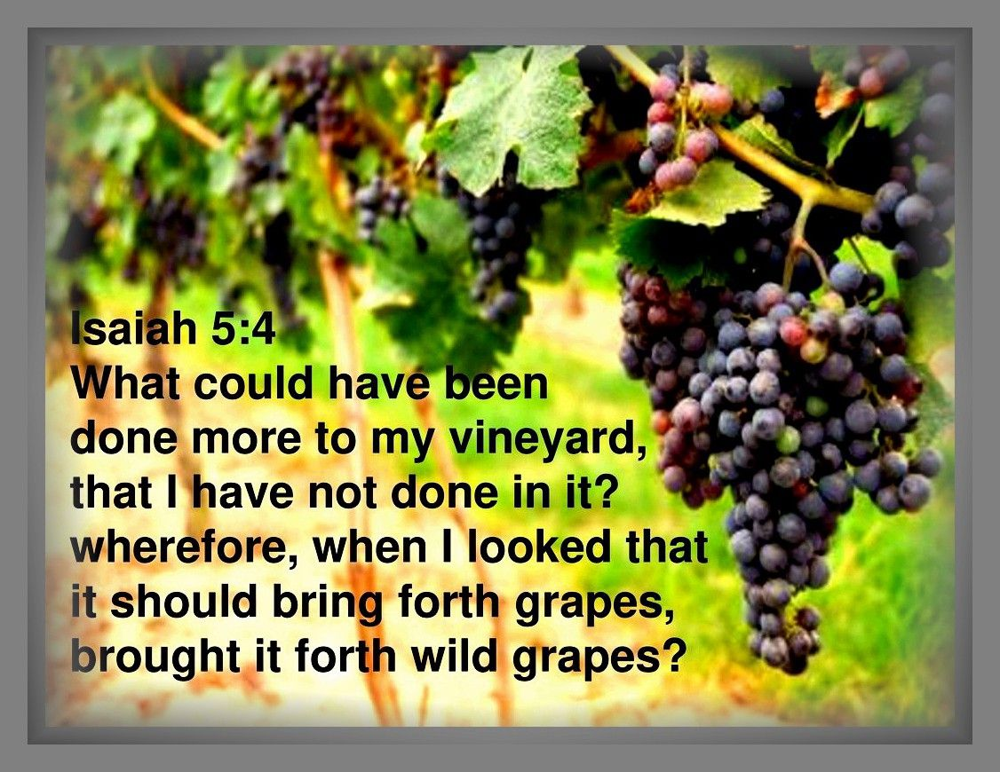 Isaiah 5:4
What could have been
done more to my vineyard,
that I have not done in it?
wherefore, when I looked that
it should bring forth grapes,
brought it forth wild grapes?